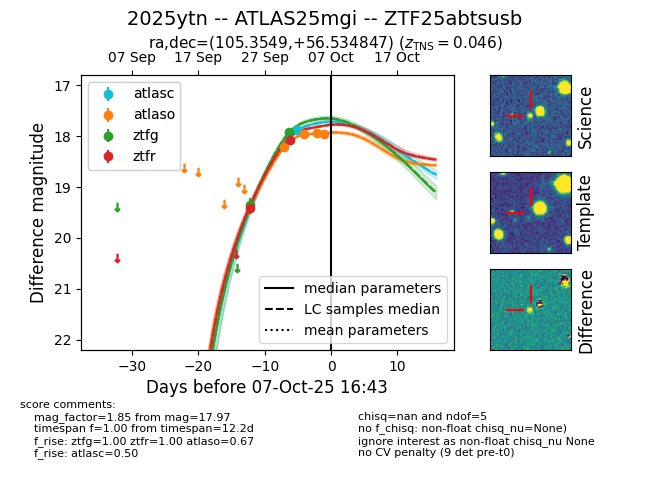 2025ytn -- ATLAS25mgi -- ZTF25abtsusb
ra,dec=(105.3549,+56.534847) (z_TNS = 0.046)
07 Sep 17 Sep 27 Sep 07 Oct 17 Oct
17
18
19
20
21
22
Difference magnitude
atlasc
atlaso
ztfg
ztfr
median parameters
LC samples median
mean parameters
−30 −20 −10 0 10
Days before 07-Oct-25 16:43
Science
Template
Difference
score comments:
mag_factor=1.85 from mag=17.97
timespan f=1.00 from timespan=12.2d
f_rise: ztfg=1.00 ztfr=1.00 atlaso=0.67
f_rise: atlasc=0.50
chisq=nan and ndof=5
no f_chisq: non-float chisq_nu=None)
ignore interest as non-float chisq_nu None
no CV penalty (9 det pre-t0)